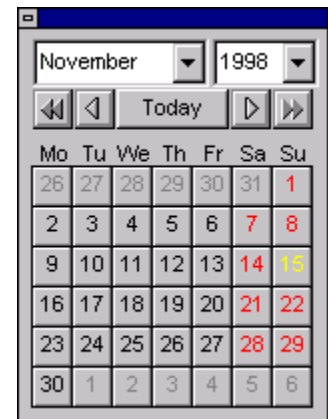 November 1998
Today
Mo Tu We Th Fr Sa Su
26 27 28 29 30 31 1
2 3 4 5 6 7 8
9 10 11 12 13 14 15
16 17 18 19 20 21 22
23 24 25 26 27 28 29
30 1 2 3 4 5 6